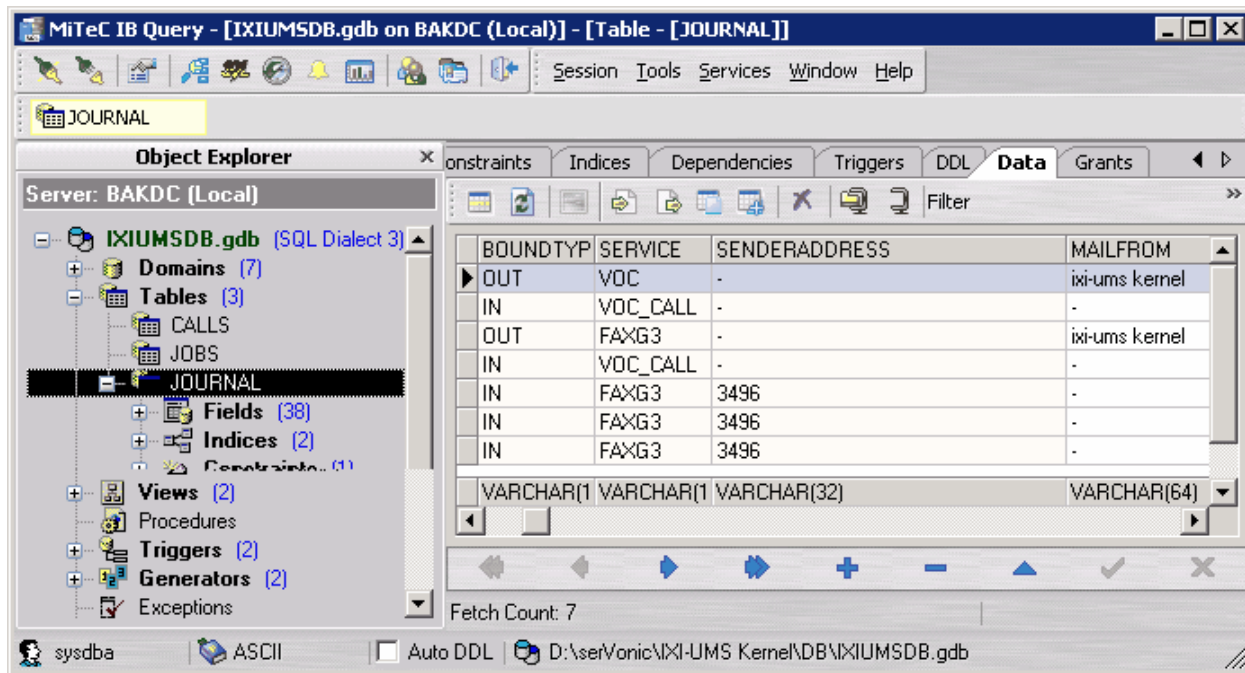 MiTeC IB Query - [IXIUMSDB.gdb on BAKDC (Local)] - [Table - [JOURNAL]]
Session Tools Services Window Help
JOURNAL
Object Explorer
Server: BAKDC (Local)
IXIUMSDB.gdb (SQL Dialect 3)
Domains (7)
Tables (3)
CALLS
JOBS
JOURNAL
Fields (38)
Indices (2)
(1)
Views (2)
Procedures
Triggers (2)
Generators (2)
Exceptions
onstraints Indices Dependencies Triggers DDL Data Grants
Filter
BOUNDTYP SERVICE SENDERADDRESS MAILFROM
OUT VOC - ixi-ums kernel
IN VOC_CALL - -
OUT FAXG3 - ixi-ums kernel
IN VOC_CALL - -
IN FAXG3 3496 -
IN FAXG3 3496 -
IN FAXG3 3496 -
VARCHAR(1 VARCHAR(1 VARCHAR(32) VARCHAR(64)
Fetch Count: 7
sysdba ASCII Auto DDL D:\serVonic\IXI-UMS Kernel\DB\IXIUMSDB.gdb